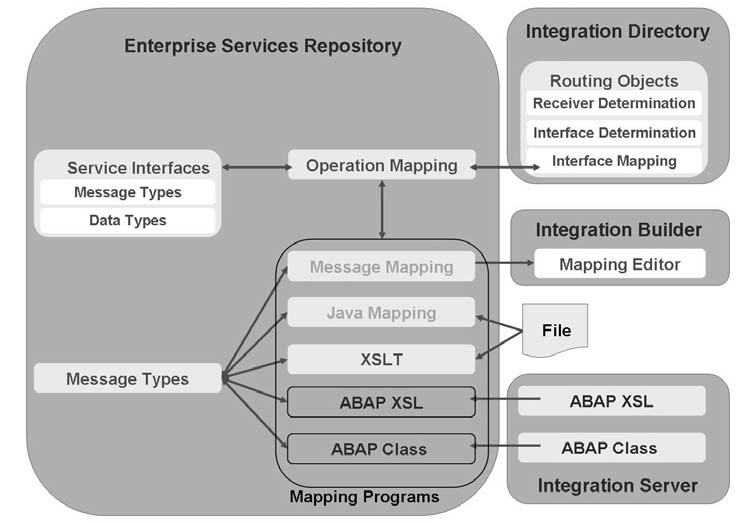 Enterprise Services Repository
Service Interfaces
Message Types
Data Types
Operation Mapping
Message Mapping
Java Mapping
XSLT
ABAP XSL
ABAP Class
Mapping Programs
Message Types
Integration Directory
Routing Objects
Receiver Determination
Interface Determination
Interface Mapping
Integration Builder
Mapping Editor
File
ABAP XSL
ABAP Class
Integration Server